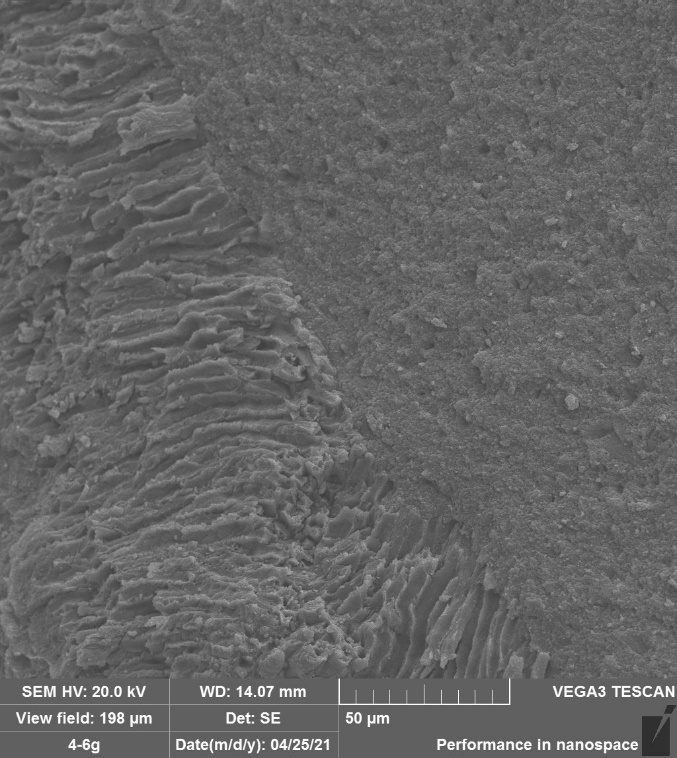 SEM HV: 20.0 kV
WD: 14.07 mm
VEGA3 TESCAN
View field: 198 µm
Det: SE
50 µm
4-6g
Date(m/d/y): 04/25/21
Performance in nanospace